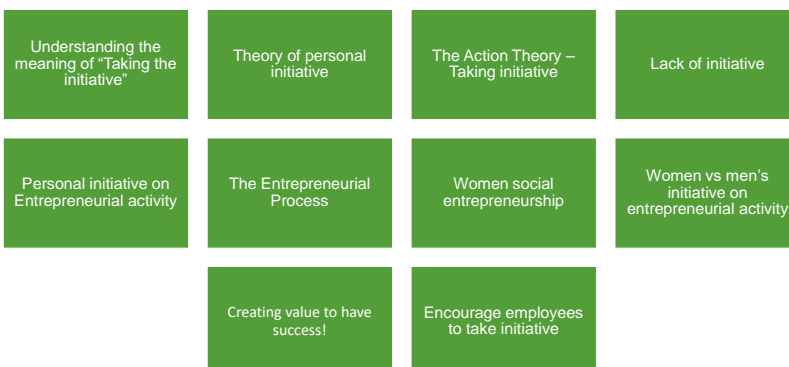 Understanding the
meaning of “Taking the
initiative”
Theory of personal
initiative
The Action Theory –
Taking initiative
Lack of initiative
Personal initiative on
Entrepreneurial activity
The Entrepreneurial
Process
Women social
entrepreneurship
Women vs men’s
initiative on
entrepreneurial activity
Creating value to have
success!
Encourage employees
to take initiative